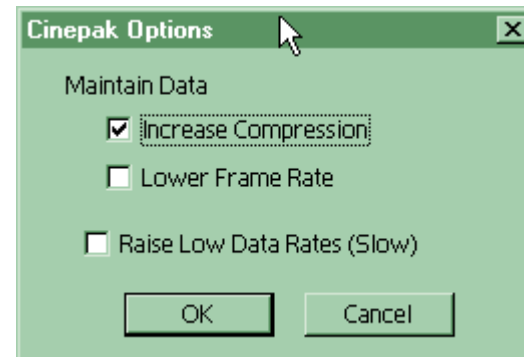 Cinepak Options
Maintain Data
Increase Compression
Lower Frame Rate
Raise Low Data Rates (Slow)
OK Cancel